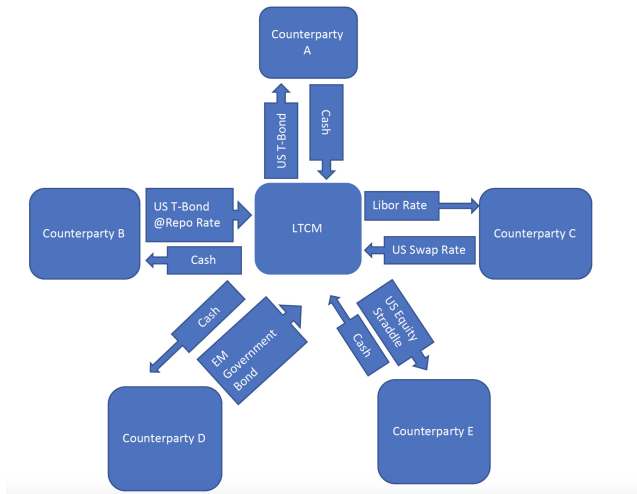 Counterparty
A
US T-Bond
Cash
US T-Bond
@Repo Rate
Cash
Counterparty B
LTCM
Libor Rate
US Swap Rate
Counterparty C
Cash
EM
Government
Bond
Cash
US Equity
Straddle
Counterparty D
Counterparty E